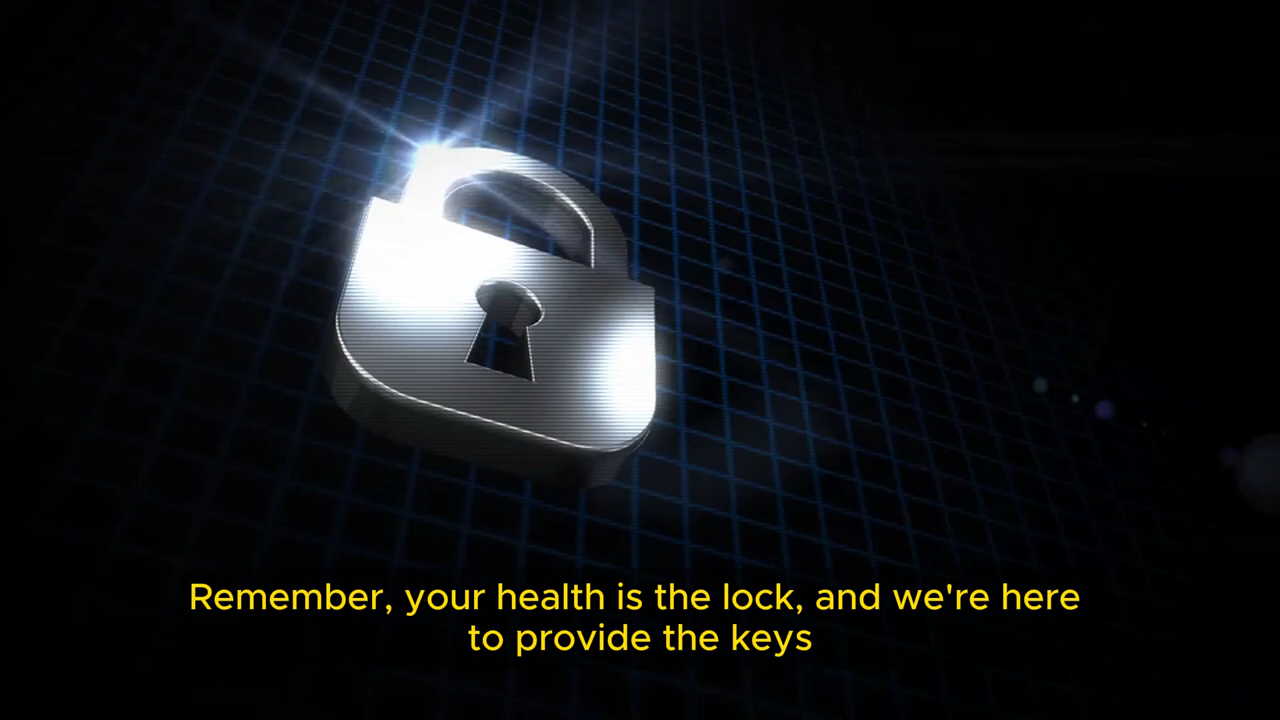 Remember, your health is the lock, and we're here
to provide the keys